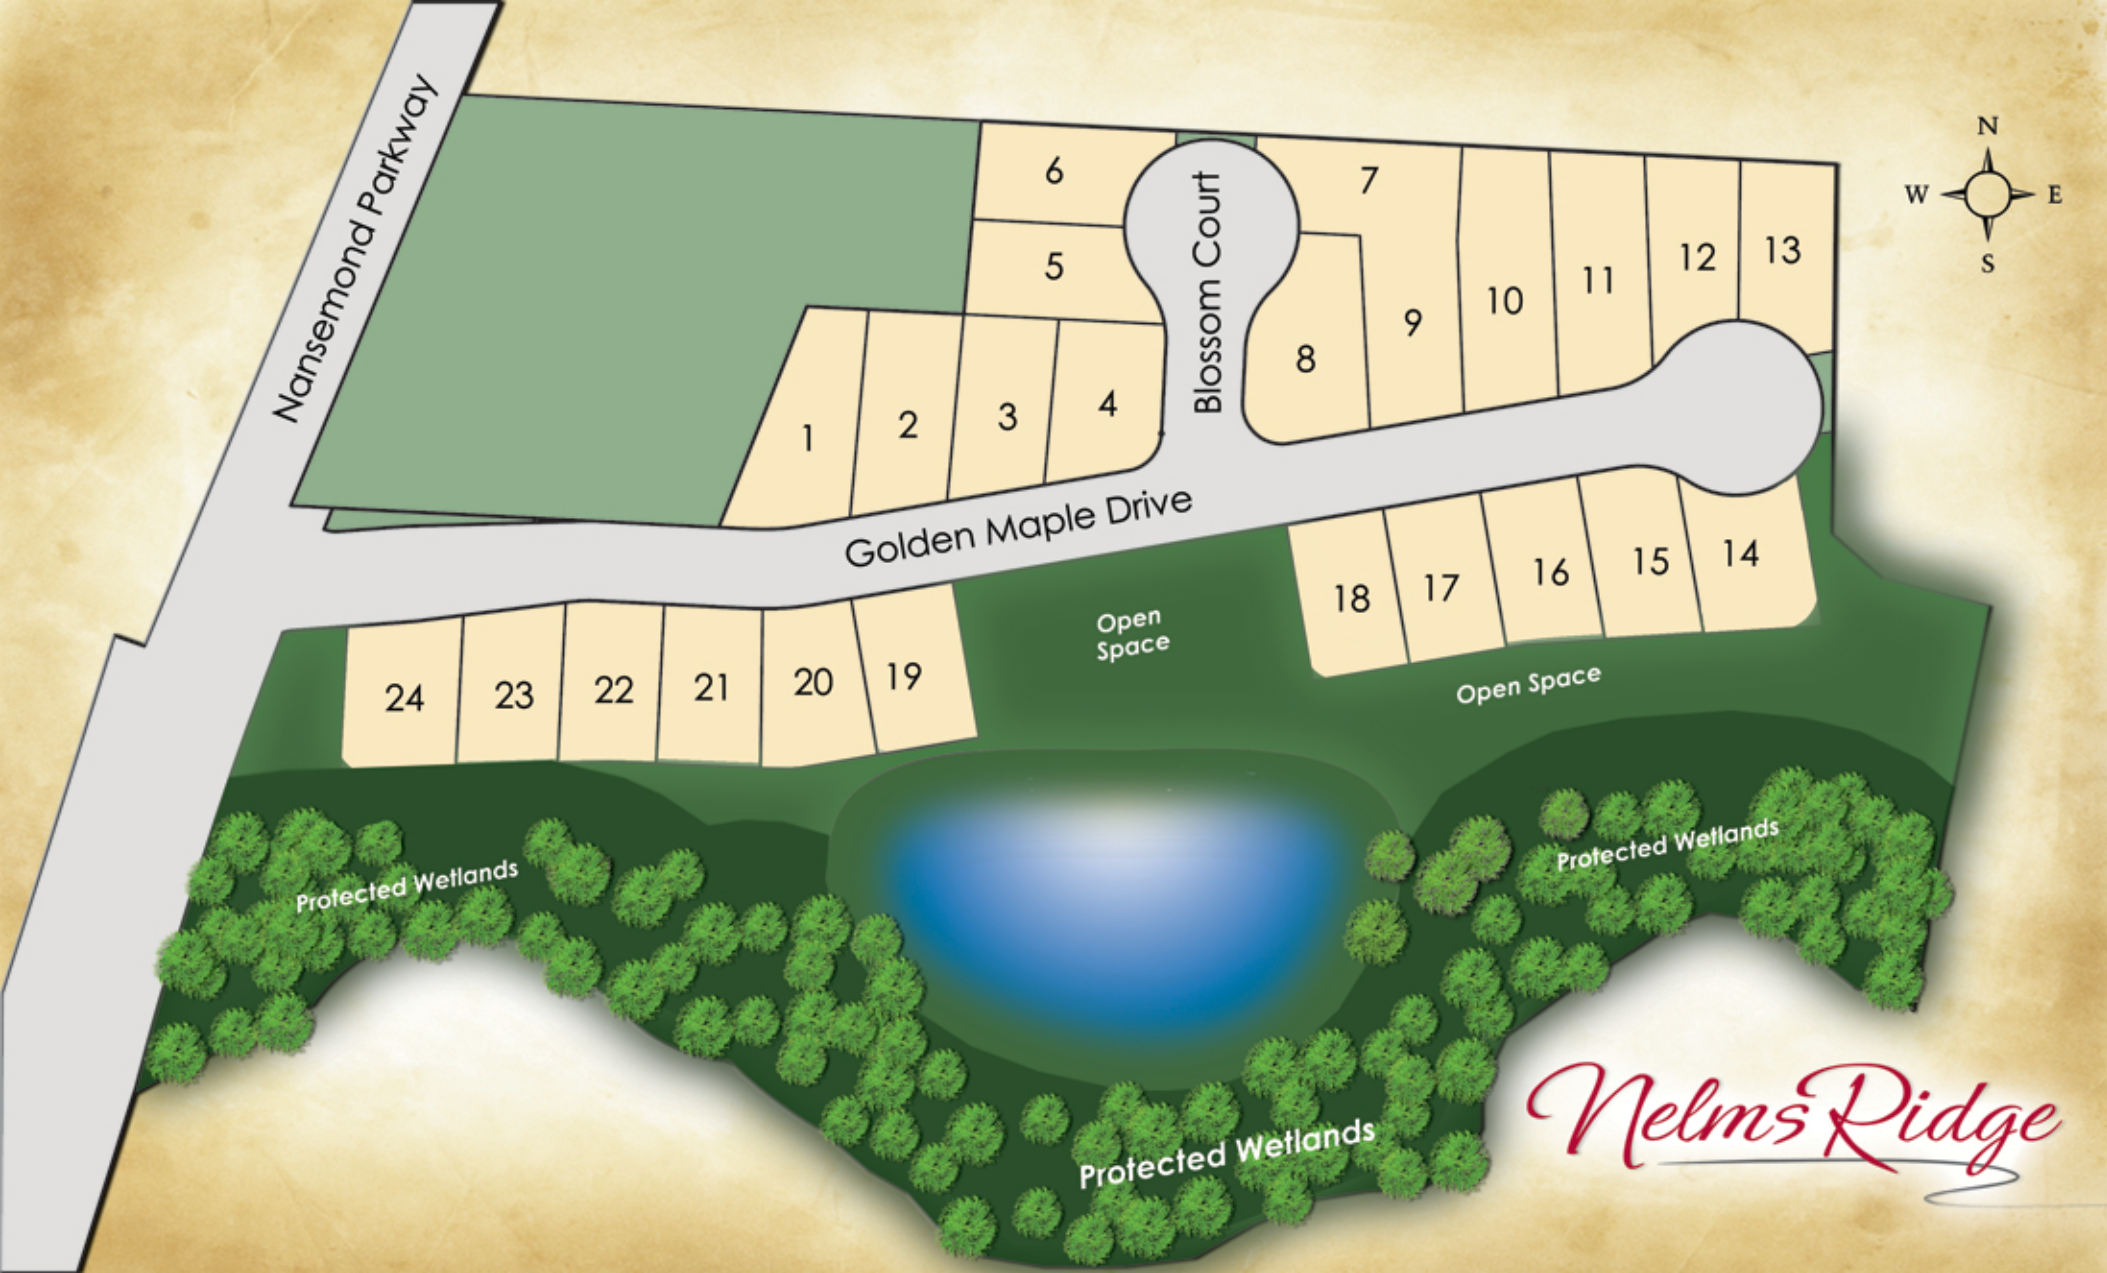 Nansemond Parkway
N
W
E
S
6
7
5
Blossom Court
13
12
11
10
9
8
4
3
2
1
Golden Maple Drive
14
15
16
17
18
Open
Space
Open Space
19
20
21
22
23
24
Protected Wetlands
Protected Wetlands
Protected Wetlands
Nelms Ridge